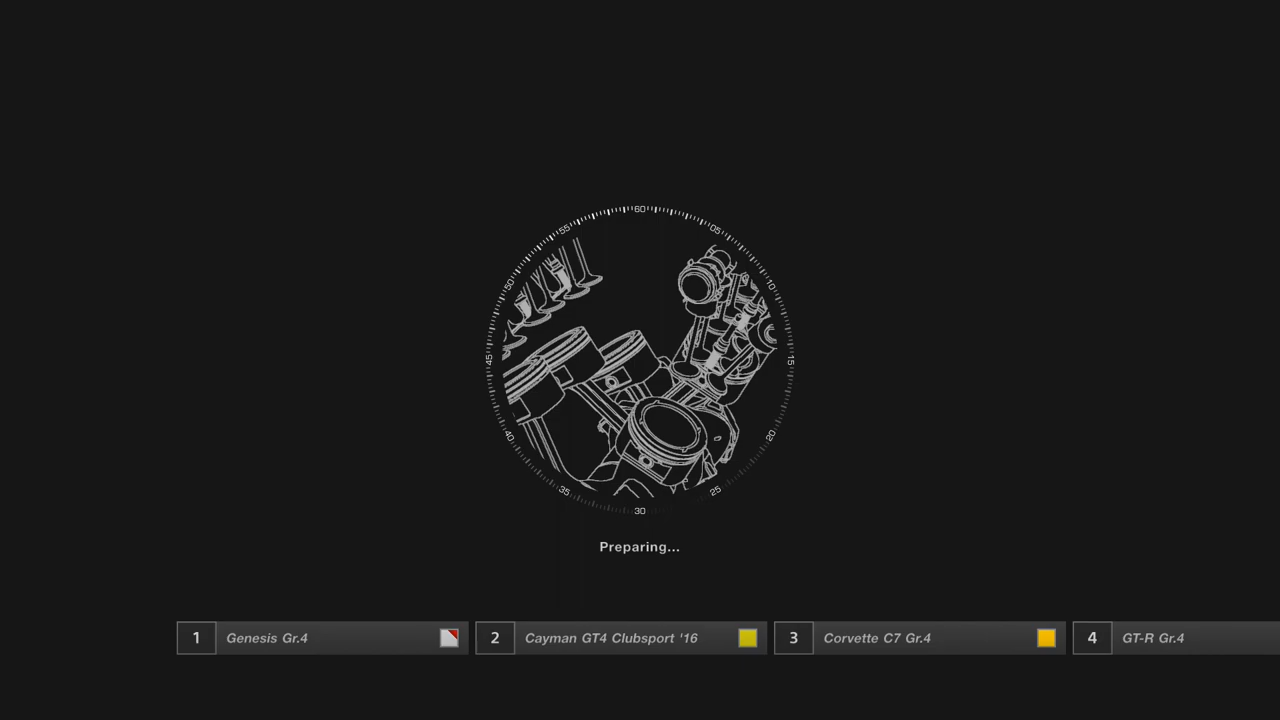 60
55
05
50
10
45
15
40
20
35
25
30
Preparing...
1 Genesis Gr.4
2 Cayman GT4 Clubsport '16
3 Corvette C7 Gr.4
4 GT-R Gr.4